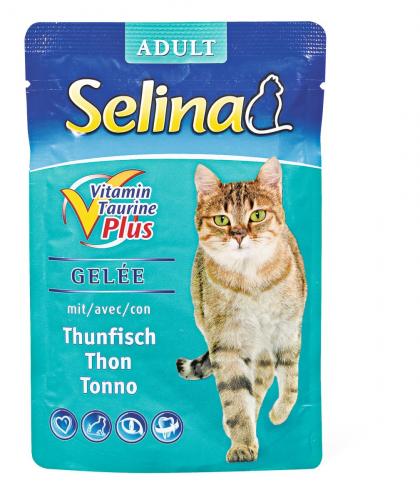 ADULT
Selina
Vitamin
Taurine
Plus
GELÉE
mit/avec/con
Thunfisch
Thon
Tonno